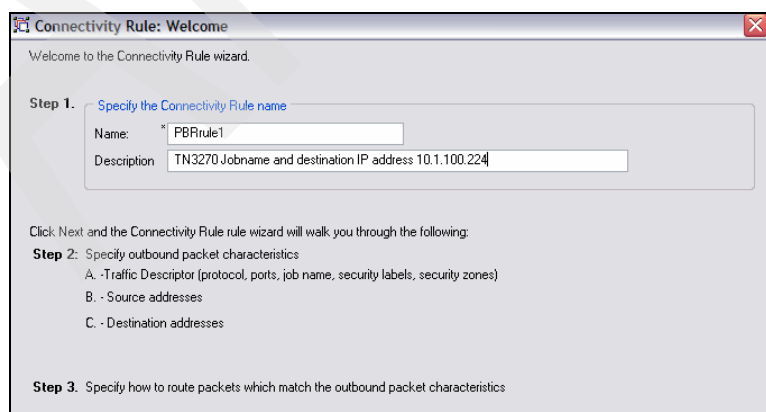 Connectivity Rule: Welcome
Welcome to the Connectivity Rule wizard.
Step 1. Specify the Connectivity Rule name
Name: * PBRrule1
Description TN3270 Jobname and destination IP address 10.1.100.224
Click Next and the Connectivity Rule rule wizard will walk you through the following:
Step 2: Specify outbound packet characteristics
A. -Traffic Descriptor (protocol, ports, job name, security labels, security zones)
B. - Source addresses
C. - Destination addresses
Step 3. Specify how to route packets which match the outbound packet characteristics